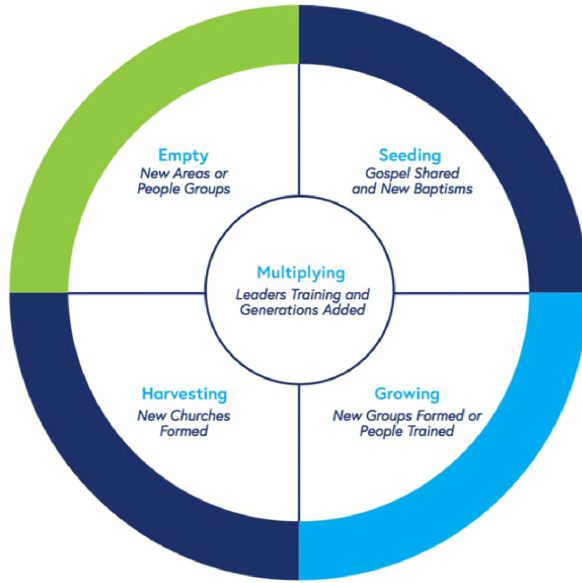 Empty
New Areas or
People Groups
Seeding
Gospel Shared
and New Baptisms
Multiplying
Leaders Training and
Generations Added
Harvesting
New Churches
Formed
Growing
New Groups Formed or
People Trained